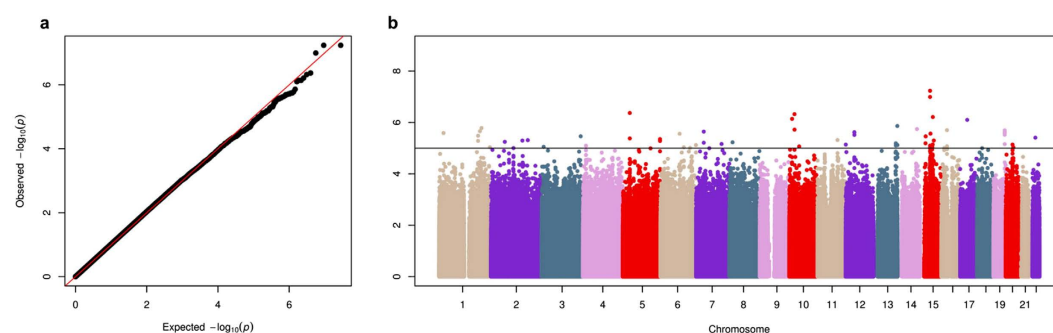 a
Observed −log10(p)
6
4
2
0
0 2 4 6
Expected −log10(p)
b
8
6
4
2
0
1 2 3 4 5 6 7 8 9 10 11 12 13 14 15 17 19 21
Chromosome